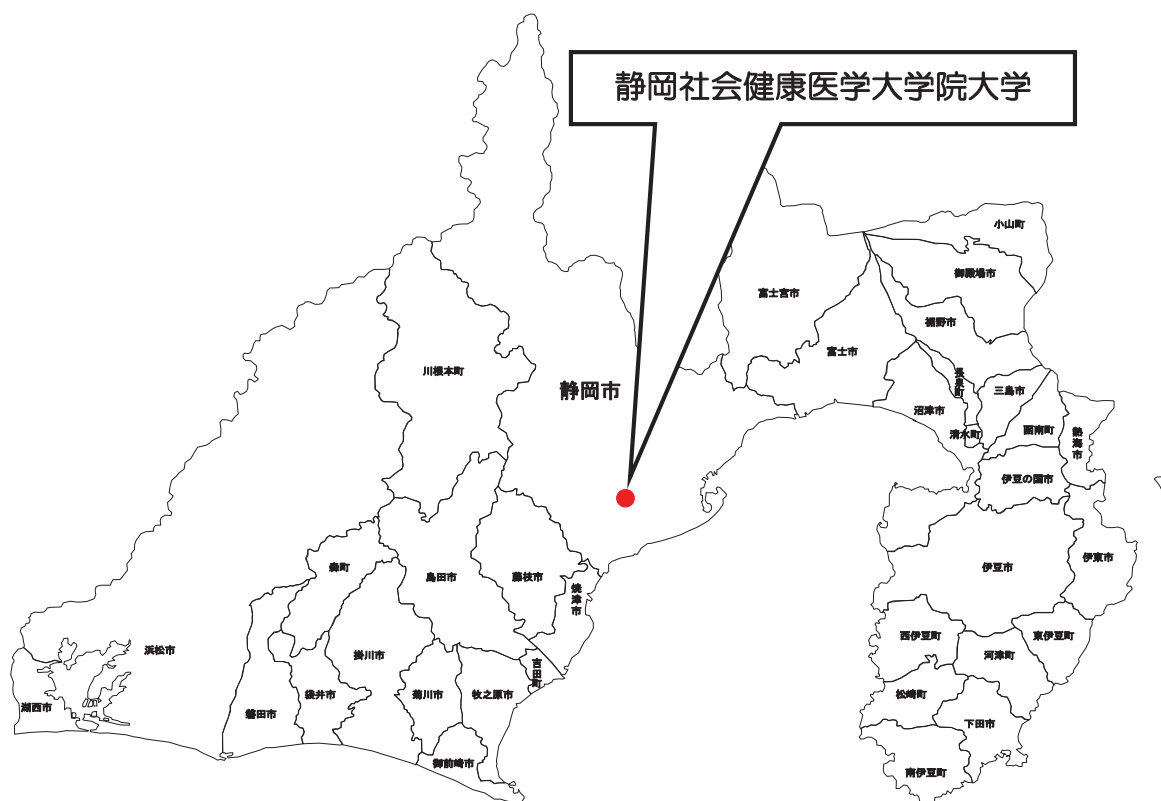 静岡社会健康医学大学院大学
小山町
御殿場市
富士宮市
裾野市
富士市
川根本町
静岡市
長泉町
三島市
沼津市
清水町
函南町
熱海市
伊豆の国市
伊東市
伊豆市
森町
島田市
藤枝市
焼津市
浜松市
掛川市
西伊豆町
東伊豆町
河津町
吉田町
湖西市
磐田市
袋井市
菊川市
牧之原市
松崎町
下田市
御前崎市
南伊豆町